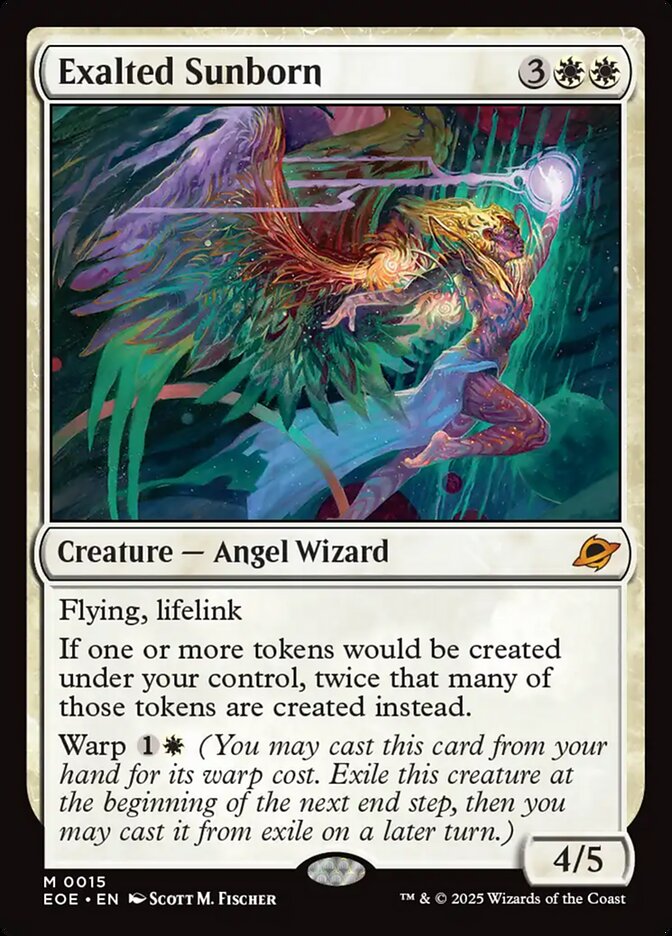 Exalted Sunborn 3
Creature — Angel Wizard
Flying, lifelink
If one or more tokens would be created
under your control, twice that many of
those tokens are created instead.
Warp 1 (You may cast this card from your
hand for its warp cost. Exile this creature at
the beginning of the next end step, then you
may cast it from exile on a later turn.)
4/5
M 0015
EOE • EN Scott M. Fischer ™ & © 2025 Wizards of the Coast